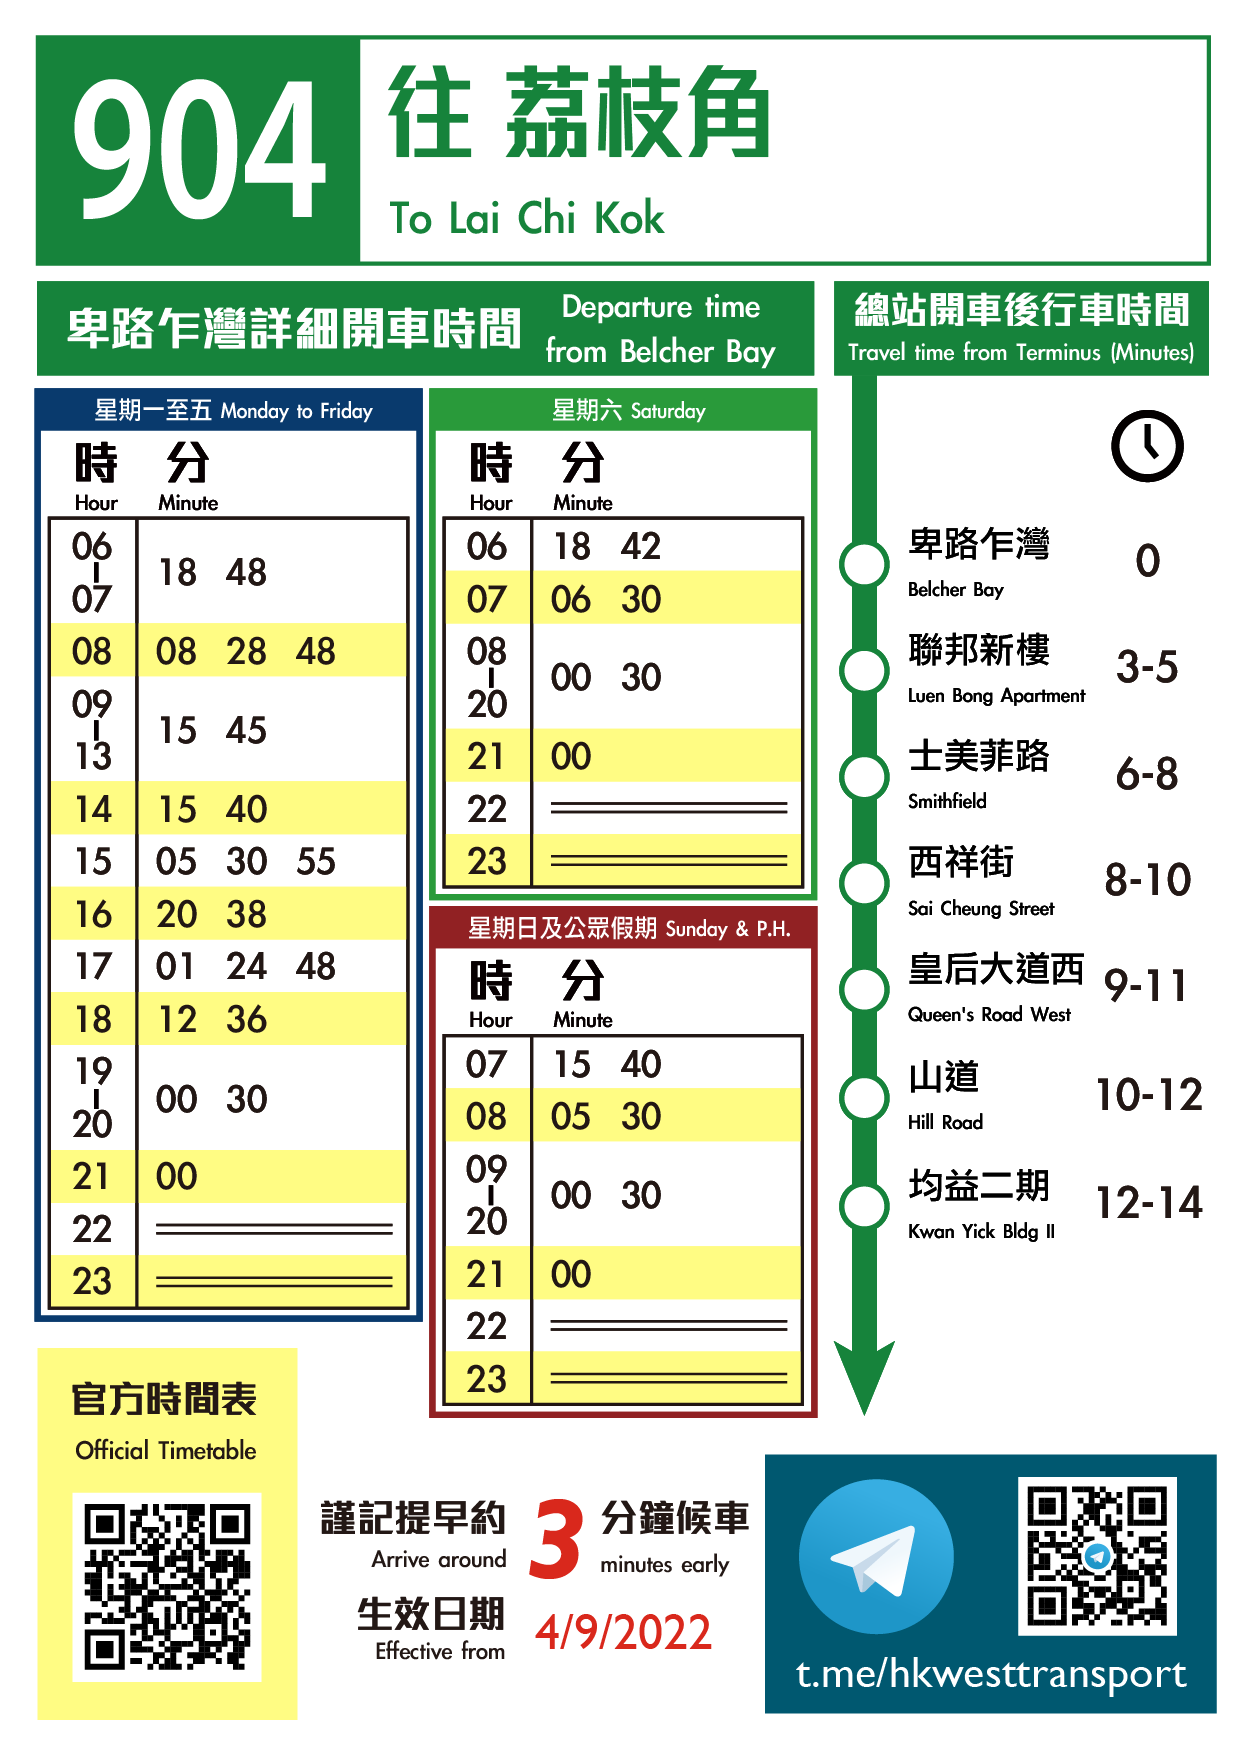 904
往 荔枝角
To Lai Chi Kok
卑路乍灣詳細開車時間
Departure time
from Belcher Bay
總站開車後行車時間
Travel time from Terminus (Minutes)
星期一至五 Monday to Friday
時 分
Hour Minute
06
|
07
18 48
08 08 28 48
09
|
13
15 45
14 15 40
15 05 30 55
16 20 38
17 01 24 48
18 12 36
19
|
20
00 30
21 00
22
23
星期六 Saturday
時 分
Hour Minute
06 18 42
07 06 30
08
|
20
00 30
21 00
22
23
星期日及公眾假期 Sunday & P.H.
時 分
Hour Minute
07 15 40
08 05 30
09
|
20
00 30
21 00
22
23
卑路乍灣 0
Belcher Bay
聯邦新樓 3-5
Luen Bong Apartment
士美菲路 6-8
Smithfield
西祥街 8-10
Sai Cheung Street
皇后大道西 9-11
Queen's Road West
山道 10-12
Hill Road
均益二期 12-14
Kwan Yick Bldg II
官方時間表
Official Timetable
謹記提早約 3 分鐘候車
Arrive around minutes early
生效日期
Effective from
4/9/2022
t.me/hkwesttransport